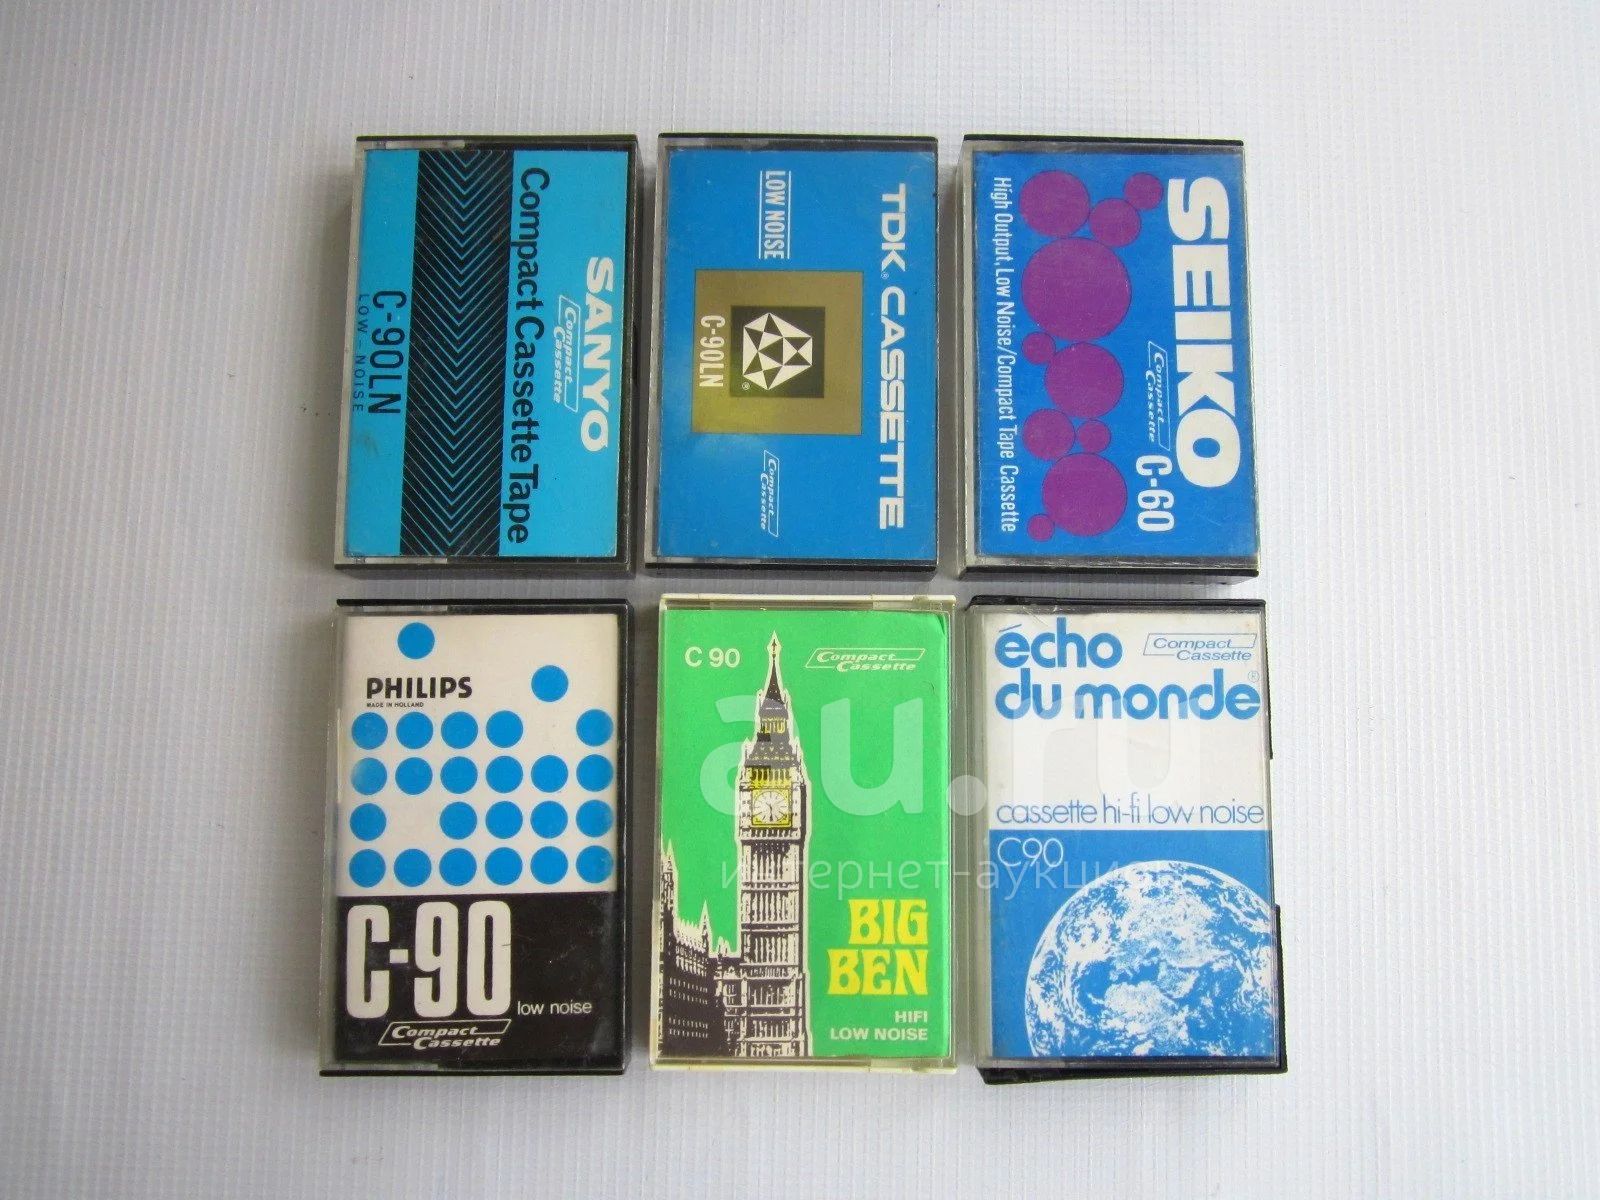 SANYO
Compact
Cassette
Compact Cassette Tape
C-90LN
LOW-NOISE
TDK® CASSETTE
LOW NOISE
C-90LN
®
Compact
Cassette
SEIKO
Compact
Cassette
C-60
High Output, Low Noise/Compact Tape Cassette
PHILIPS
MADE IN HOLLAND
C-90
low noise
Compact
Cassette
C 90
Compact
Cassette
BIG
BEN
HIFI
LOW NOISE
écho
du monde®
Compact
Cassette
cassette hi-fi low noise
C90
au.ru
интернет-аукцион